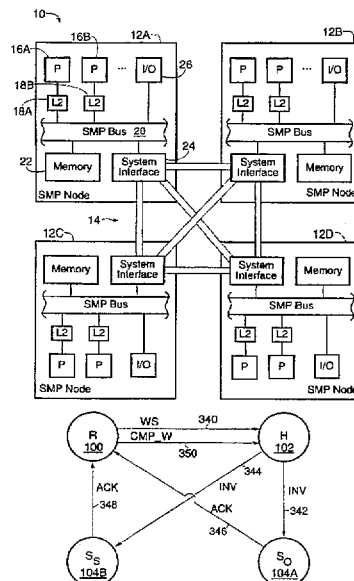 10
12A
12B
16A
16B
P
P
...
I/O
26
18B
18A
L2
L2
SMP Bus 20
24
22
Memory
System Interface
SMP Node
P
P
...
I/O
L2
L2
SMP Bus
Memory
System Interface
SMP Node
14
12C
12D
Memory
System Interface
SMP Bus
L2
L2
P
P
I/O
SMP Node
System Interface
Memory
SMP Bus
L2
L2
P
P
I/O
SMP Node
R
100
WS
340
CMP_W
350
H
102
344
ACK
348
INV
ACK
346
INV
342
SS
104B
SO
104A